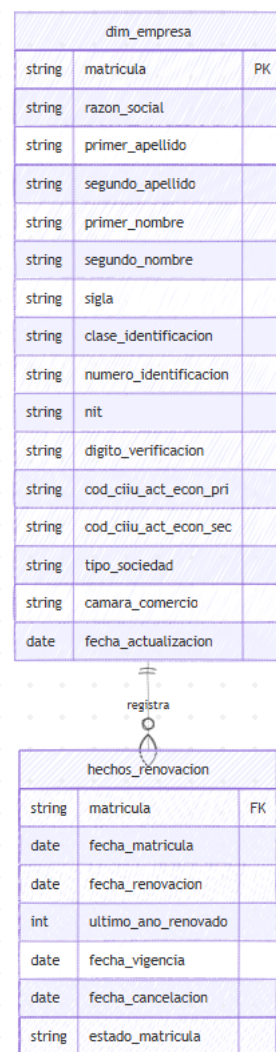 dim_empresa
string matricula PK
string razon_social
string primer_apellido
string segundo_apellido
string primer_nombre
string segundo_nombre
string sigla
string clase_identificacion
string numero_identificacion
string nit
string digito_verificacion
string cod_ciiu_act_econ_pri
string cod_ciiu_act_econ_sec
string tipo_sociedad
string camara_comercio
date fecha_actualizacion
registra
hechos_renovacion
string matricula FK
date fecha_matricula
date fecha_renovacion
int ultimo_ano_renovado
date fecha_vigencia
date fecha_cancelacion
string estado_matricula